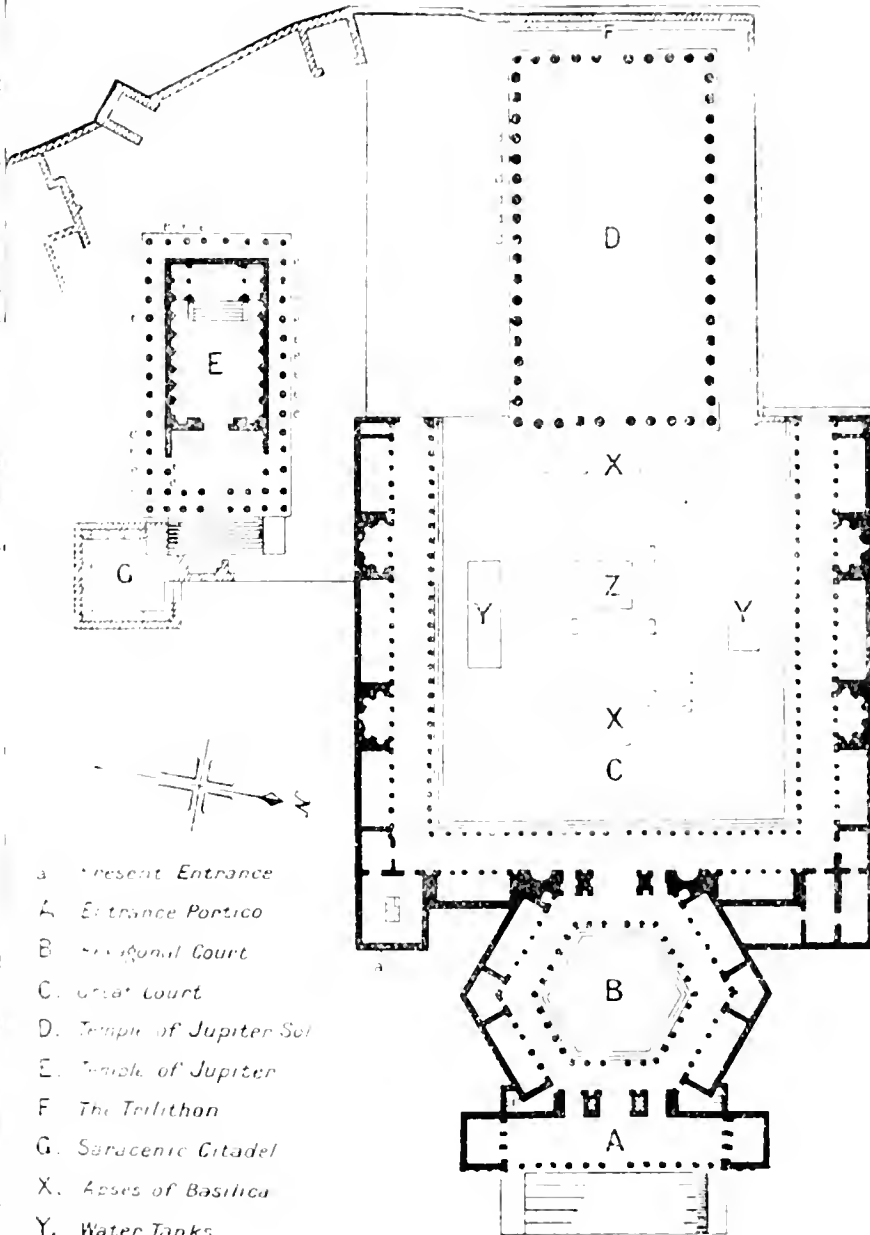 F
D
E
X
G
Z
Y Y
X
C
N
a Present Entrance
A Entrance Portico
a
B Hexagonal Court
B
C. Great Court
D. Temple of Jupiter Sol
E. Temple of Jupiter
F The Trilithon
G. Saracenic Citadel
A
X. Apses of Basilica
Y. Water Tanks